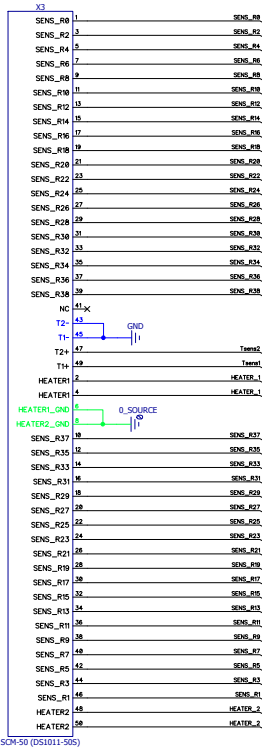 X3
SENS_R0 1 SENS_R0
SENS_R2 3 SENS_R2
SENS_R4 5 SENS_R4
SENS_R6 7 SENS_R6
SENS_R8 9 SENS_R8
SENS_R10 11 SENS_R10
SENS_R12 13 SENS_R12
SENS_R14 15 SENS_R14
SENS_R16 17 SENS_R16
SENS_R18 19 SENS_R18
SENS_R20 21 SENS_R20
SENS_R22 23 SENS_R22
SENS_R24 25 SENS_R24
SENS_R26 27 SENS_R26
SENS_R28 29 SENS_R28
SENS_R30 31 SENS_R30
SENS_R32 33 SENS_R32
SENS_R34 35 SENS_R34
SENS_R36 37 SENS_R36
SENS_R38 39 SENS_R38
NC 41
T2- 43 GND
T1- 45
T2+ 47 Tsens2
T1+ 49 Tsens1
HEATER1 2 HEATER_1
HEATER1 4 HEATER_1
HEATER1_GND 6 0_SOURCE
HEATER2_GND 8 0
SENS_R37 10 SENS_R37
SENS_R35 12 SENS_R35
SENS_R33 14 SENS_R33
SENS_R31 16 SENS_R31
SENS_R29 18 SENS_R29
SENS_R27 20 SENS_R27
SENS_R25 22 SENS_R25
SENS_R23 24 SENS_R23
SENS_R21 26 SENS_R21
SENS_R19 28 SENS_R19
SENS_R17 30 SENS_R17
SENS_R15 32 SENS_R15
SENS_R13 34 SENS_R13
SENS_R11 36 SENS_R11
SENS_R9 38 SENS_R9
SENS_R7 40 SENS_R7
SENS_R5 42 SENS_R5
SENS_R3 44 SENS_R3
SENS_R1 46 SENS_R1
HEATER2 48 HEATER_2
HEATER2 50 HEATER_2
SCM-50 (DS1011-50S)